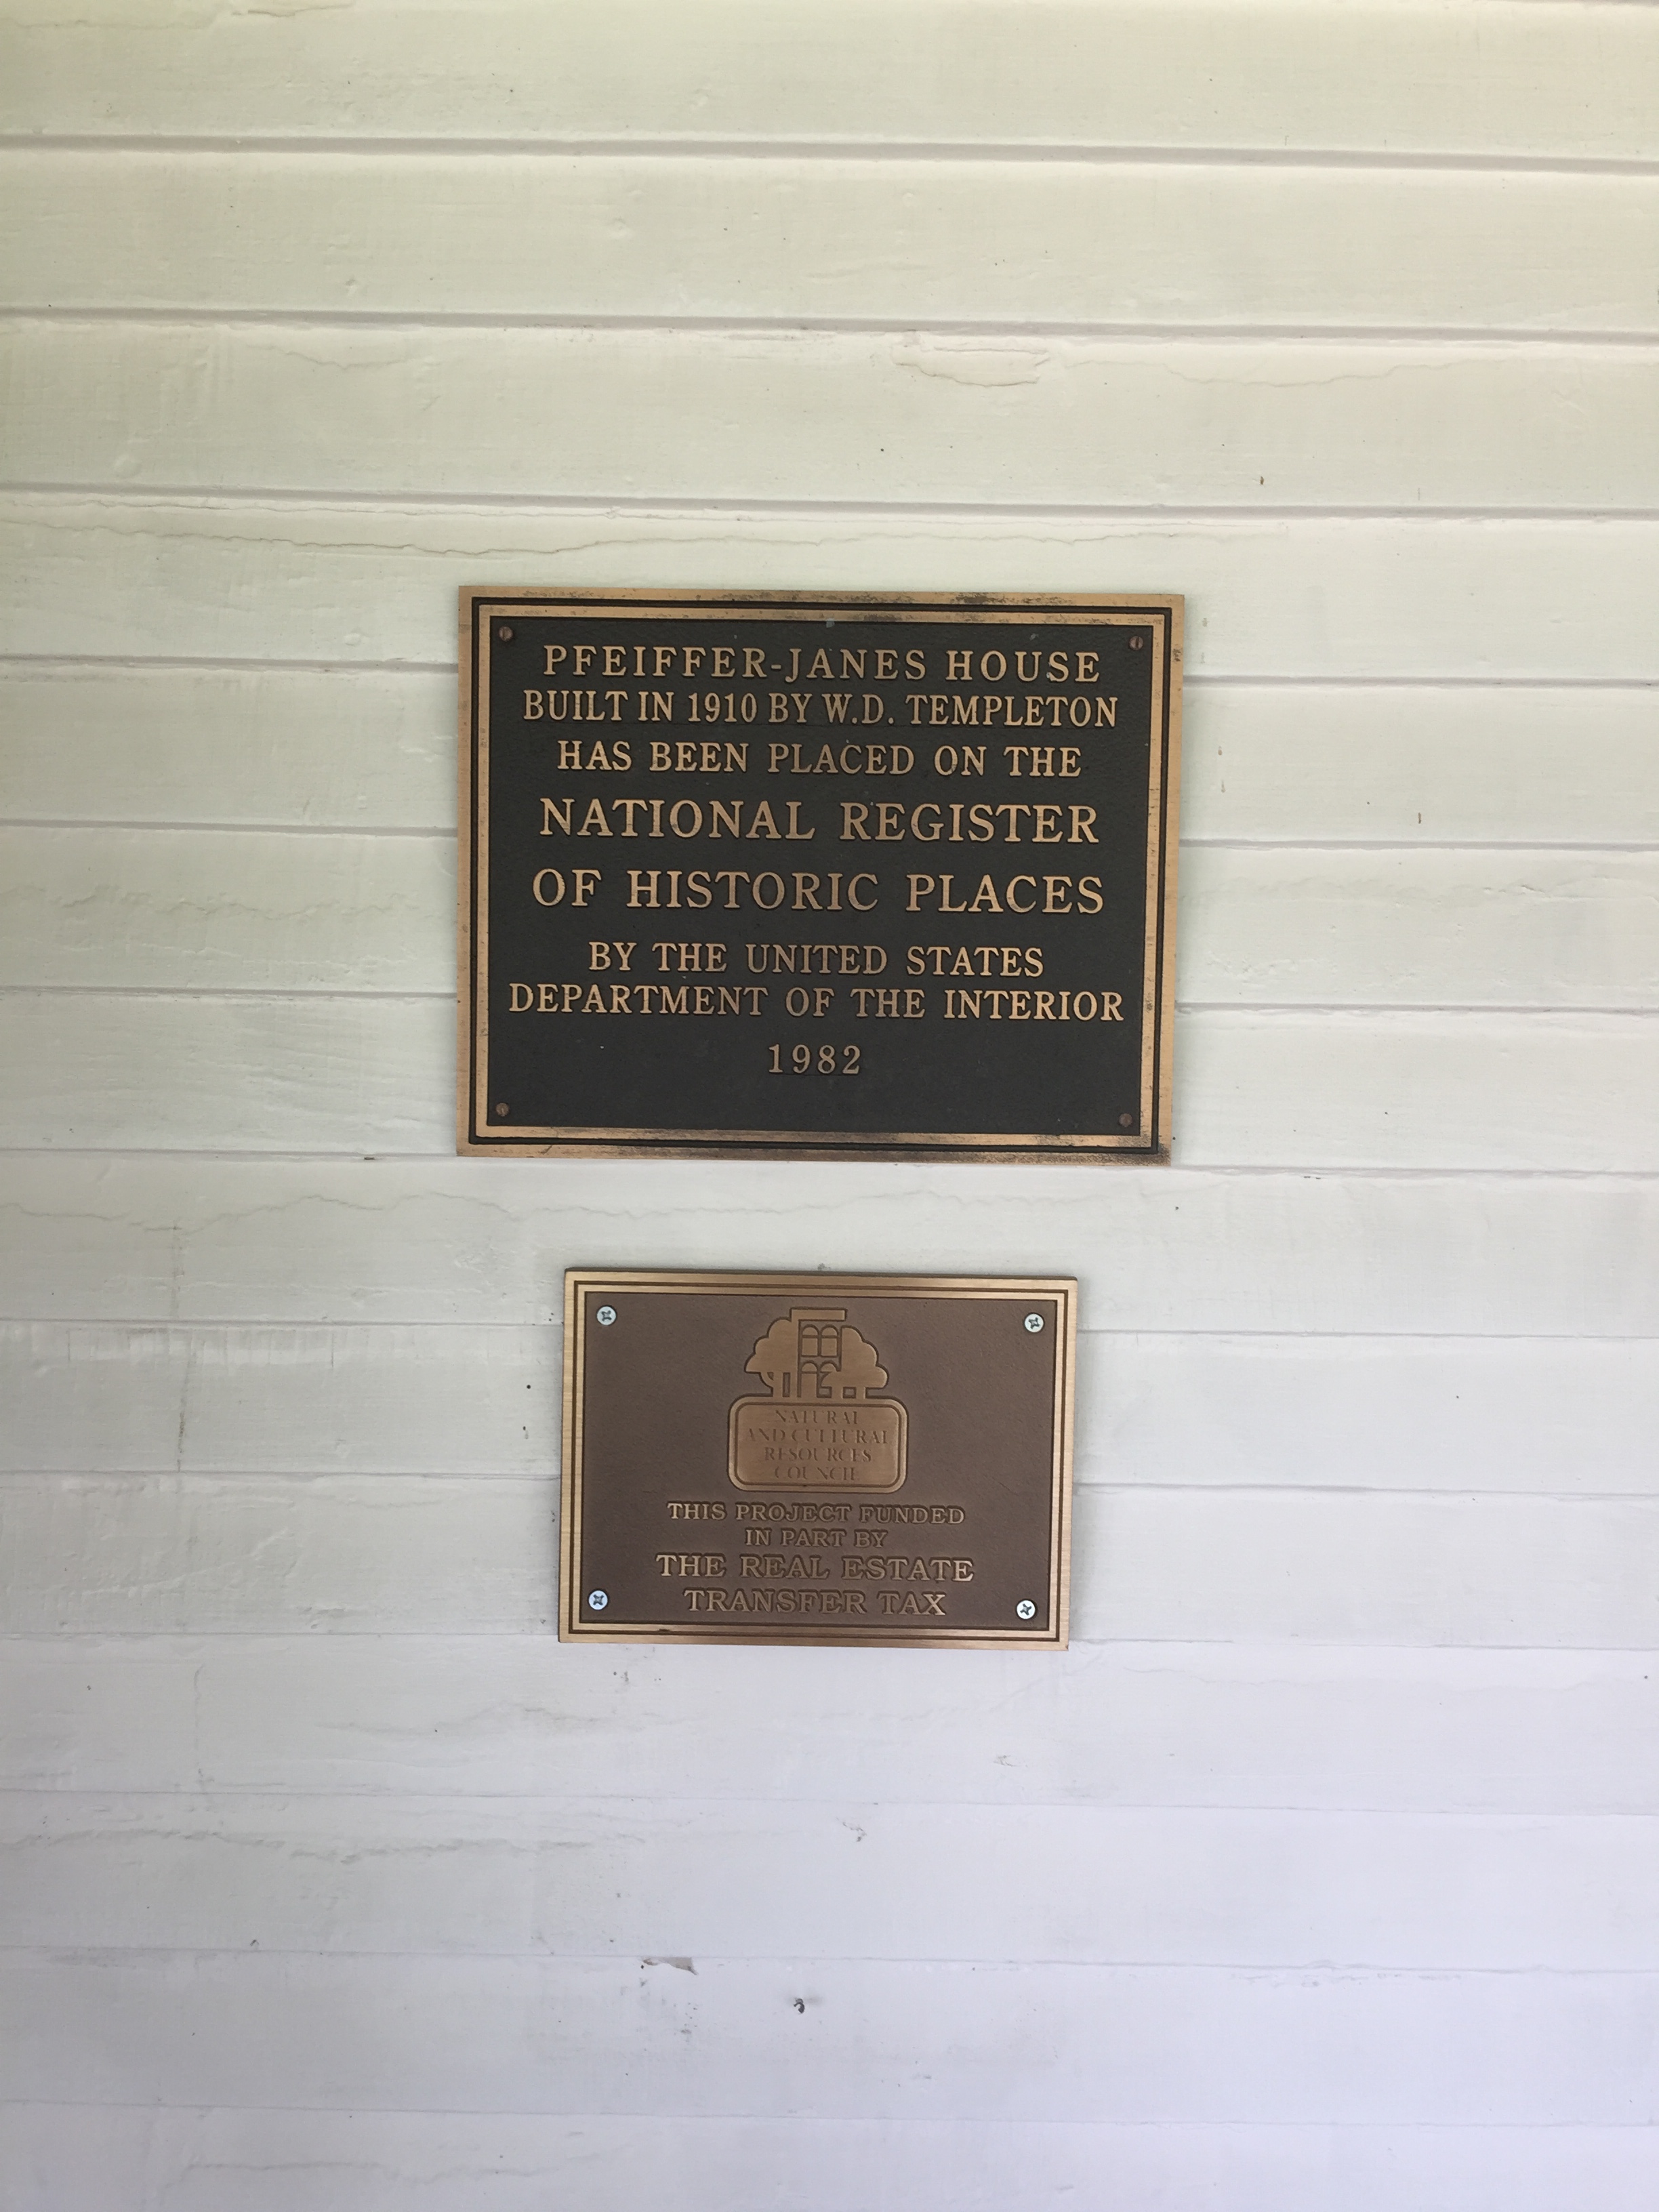 PFEIFFER-JANES HOUSE
BUILT IN 1910 BY W.D. TEMPLETON
HAS BEEN PLACED ON THE
NATIONAL REGISTER
OF HISTORIC PLACES
BY THE UNITED STATES
DEPARTMENT OF THE INTERIOR
1982
NATURAL
AND CULTURAL
RESOURCES
COUNCIL
THIS PROJECT FUNDED
IN PART BY
THE REAL ESTATE
TRANSFER TAX